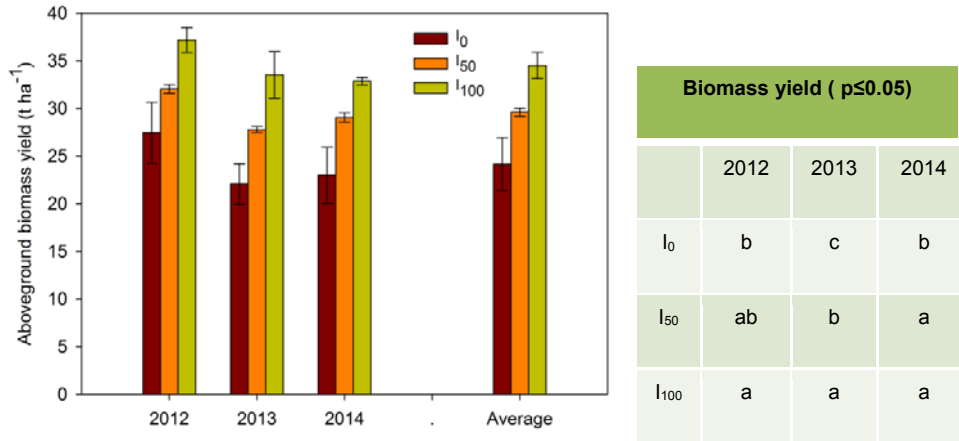 Aboveground biomass yield (t ha⁻¹)
40
35
30
25
20
15
10
5
0
I₀
I₅₀
I₁₀₀
2012 2013 2014 . Average
Biomass yield ( p≤0.05)
2012 2013 2014
I₀ b c b
I₅₀ ab b a
I₁₀₀ a a a